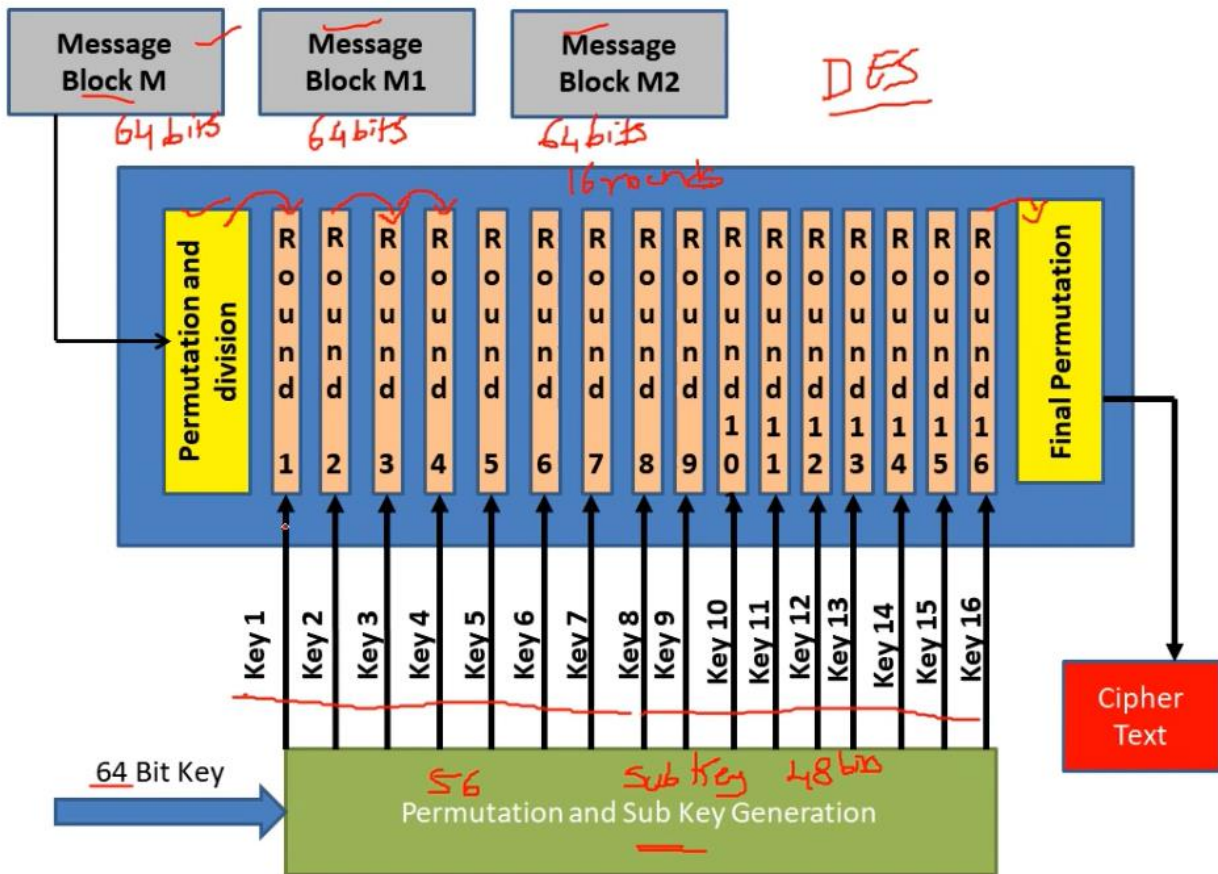 Message
Block M
Message
Block M1
Message
Block M2
DES
64 bits
64 bits
64 bits
16 rounds
Permutation and
division
Round 1
Round 2
Round 3
Round 4
Round 5
Round 6
Round 7
Round 8
Round 9
Round 10
Round 11
Round 12
Round 13
Round 14
Round 15
Round 16
Final Permutation
Key 1
Key 2
Key 3
Key 4
Key 5
Key 6
Key 7
Key 8
Key 9
Key 10
Key 11
Key 12
Key 13
Key 14
Key 15
Key 16
Cipher
Text
64 Bit Key
56 Sub Key 48 bits
Permutation and Sub Key Generation